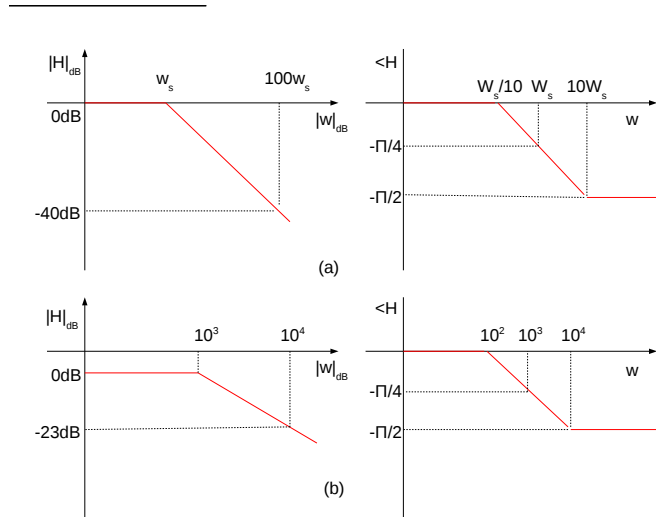 |H|dB
ws
100ws
0dB
|w|dB
-40dB
<H
Ws/10
Ws
10Ws
w
-Π/4
-Π/2
(a)
|H|dB
10³
10⁴
0dB
|w|dB
-23dB
<H
10²
10³
10⁴
w
-Π/4
-Π/2
(b)